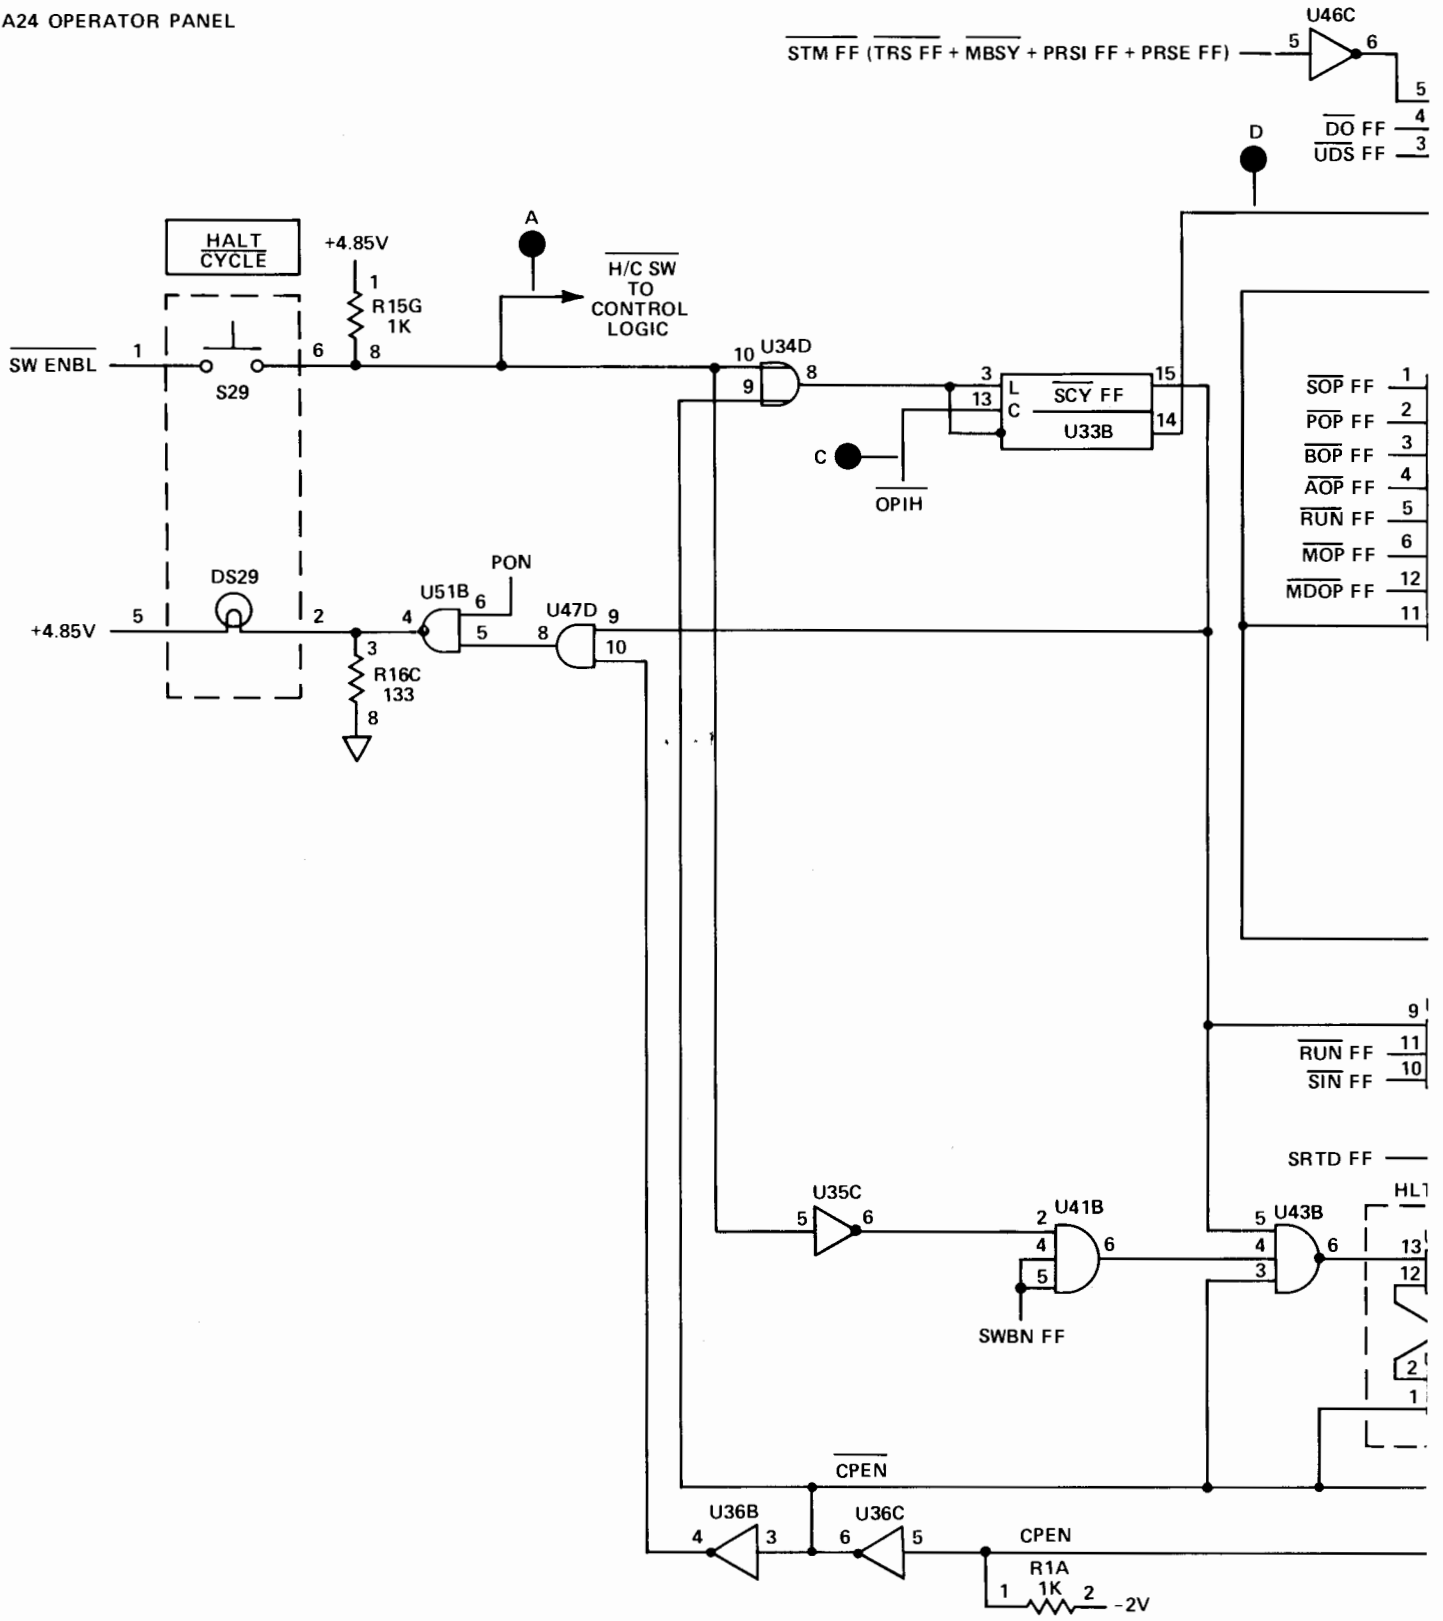 A24 OPERATOR PANEL
U46C
STM FF (TRS FF + MBSY + PRSI FF + PRSE FF)
5
6
5
DO FF
4
UDS FF
3
D
HALT
CYCLE
+4.85V
1
R15G
1K
A
H/C SW
TO
CONTROL
LOGIC
SW ENBL
1
6
8
S29
10
U34D
9
8
3
L
SCY FF
15
13
C
U33B
14
C
OPIH
SOP FF
1
POP FF
2
BOP FF
3
AOP FF
4
RUN FF
5
MOP FF
6
MDOP FF
12
11
PON
DS29
U51B
6
U47D
9
+4.85V
5
2
4
5
8
10
3
R16C
133
8
9
RUN FF
11
SIN FF
10
SRTD FF
U35C
5
6
U41B
2
4
5
6
SWBN FF
U43B
5
4
3
6
13
12
2
1
CPEN
U36B
4
3
U36C
6
5
CPEN
R1A
1
1K
2
-2V